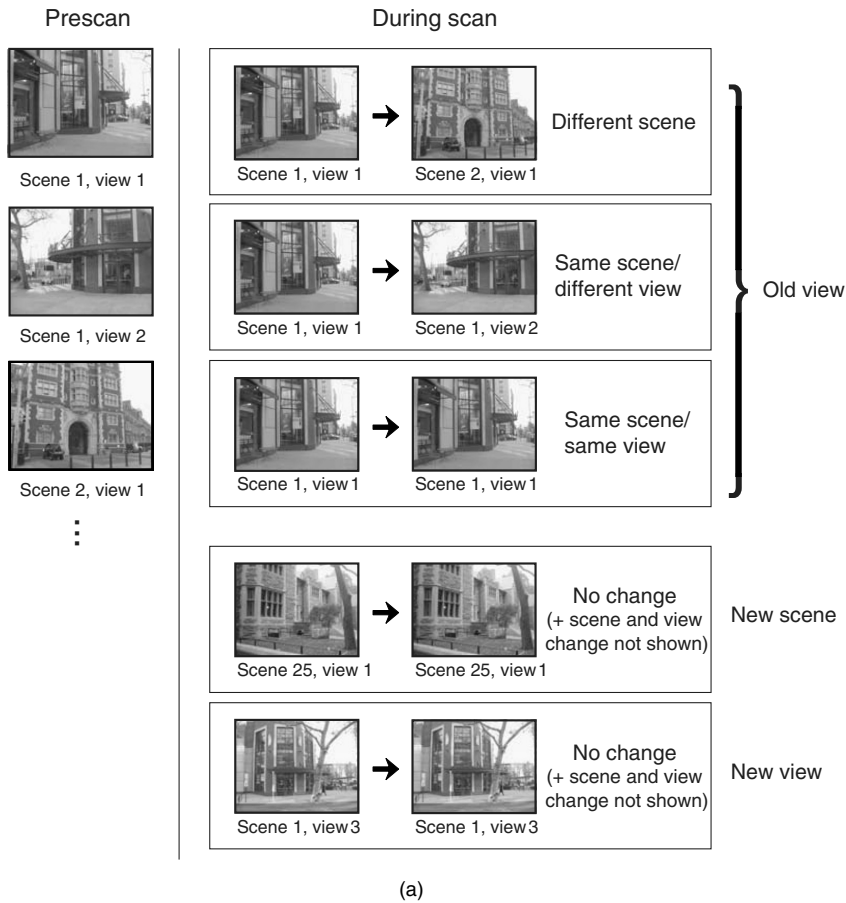 Prescan
Scene 1, view 1
Scene 1, view 2
Scene 2, view 1
During scan
Scene 1, view 1
Scene 2, view 1
Different scene
Scene 1, view 1
Scene 1, view 2
Same scene/
different view
Scene 1, view 1
Scene 1, view 1
Same scene/
same view
Old view
Scene 25, view 1
Scene 25, view 1
No change
(+ scene and view
change not shown)
New scene
Scene 1, view 3
Scene 1, view 3
No change
(+ scene and view
change not shown)
New view
(a)